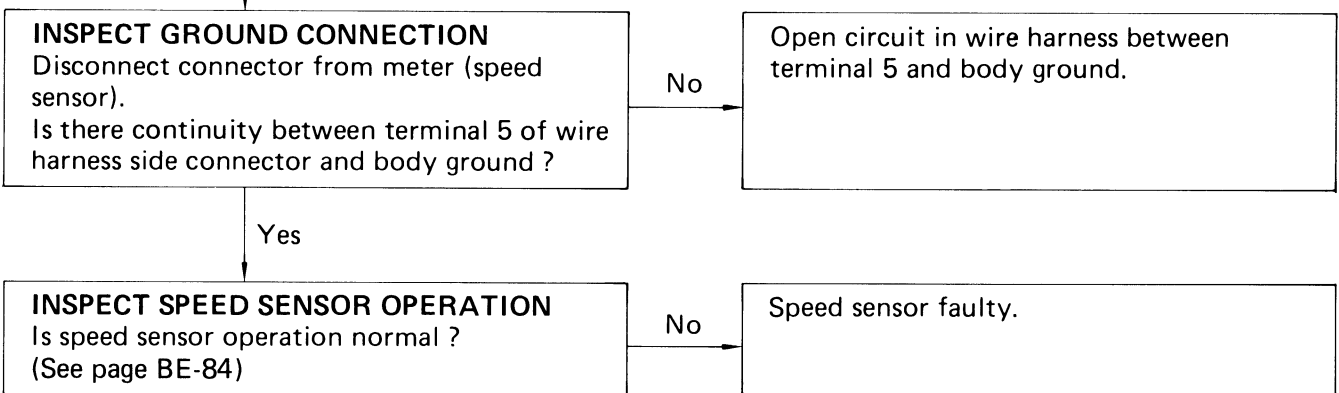 INSPECT GROUND CONNECTION
Disconnect connector from meter (speed
sensor).
Is there continuity between terminal 5 of wire
harness side connector and body ground ?
No
Open circuit in wire harness between
terminal 5 and body ground.
Yes
INSPECT SPEED SENSOR OPERATION
Is speed sensor operation normal ?
(See page BE-84)
No
Speed sensor faulty.